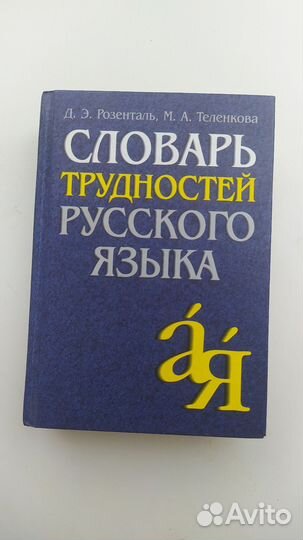 Д. Э. Розенталь, М. А. Теленкова
СЛОВАРЬ
ТРУДНОСТЕЙ
РУССКОГО
ЯЗЫКА
а́я́
Avito